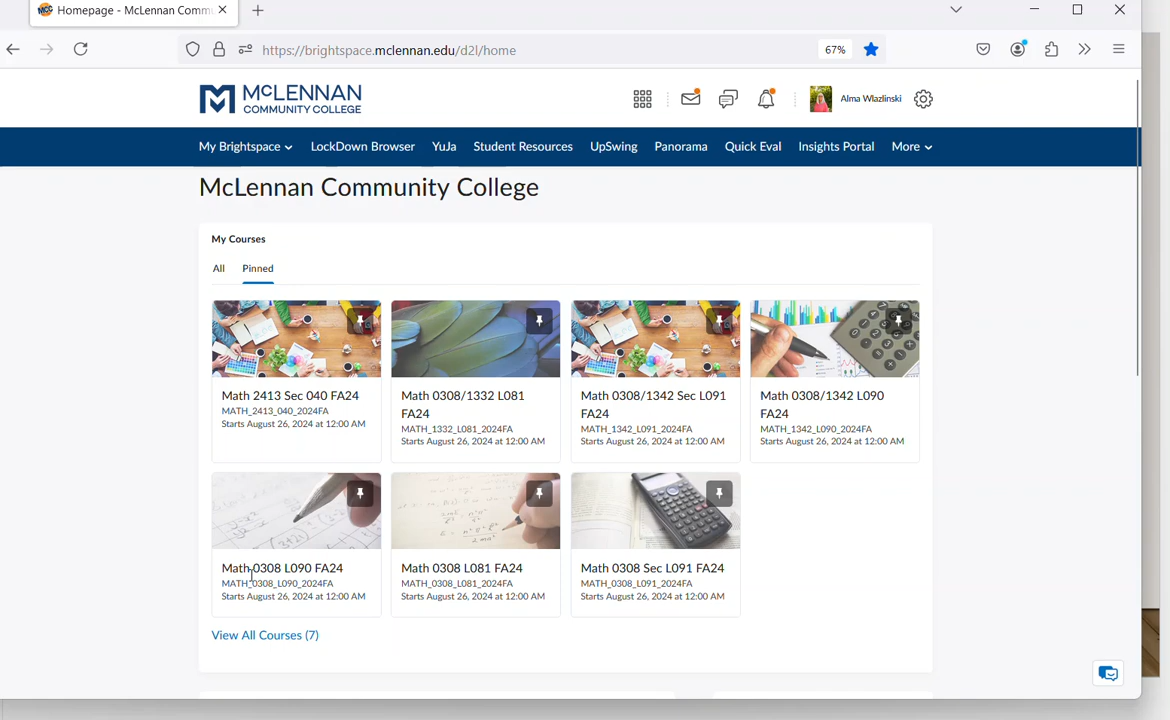 Homepage - McLennan Commu
https://brightspace.mclennan.edu/d2l/home
67%
McLENNAN
COMMUNITY COLLEGE
Alma Wlazlinski
My Brightspace LockDown Browser YuJa Student Resources UpSwing Panorama Quick Eval Insights Portal More
McLennan Community College
My Courses
All Pinned
Math 2413 Sec 040 FA24
MATH_2413_040_2024FA
Starts August 26, 2024 at 12:00 AM
Math 0308/1332 L081
FA24
MATH_1332_L081_2024FA
Starts August 26, 2024 at 12:00 AM
Math 0308/1342 Sec L091
FA24
MATH_1342_L091_2024FA
Starts August 26, 2024 at 12:00 AM
Math 0308/1342 L090
FA24
MATH_1342_L090_2024FA
Starts August 26, 2024 at 12:00 AM
Math 0308 L090 FA24
MATH_0308_L090_2024FA
Starts August 26, 2024 at 12:00 AM
Math 0308 L081 FA24
MATH_0308_L081_2024FA
Starts August 26, 2024 at 12:00 AM
Math 0308 Sec L091 FA24
MATH_0308_L091_2024FA
Starts August 26, 2024 at 12:00 AM
View All Courses (7)